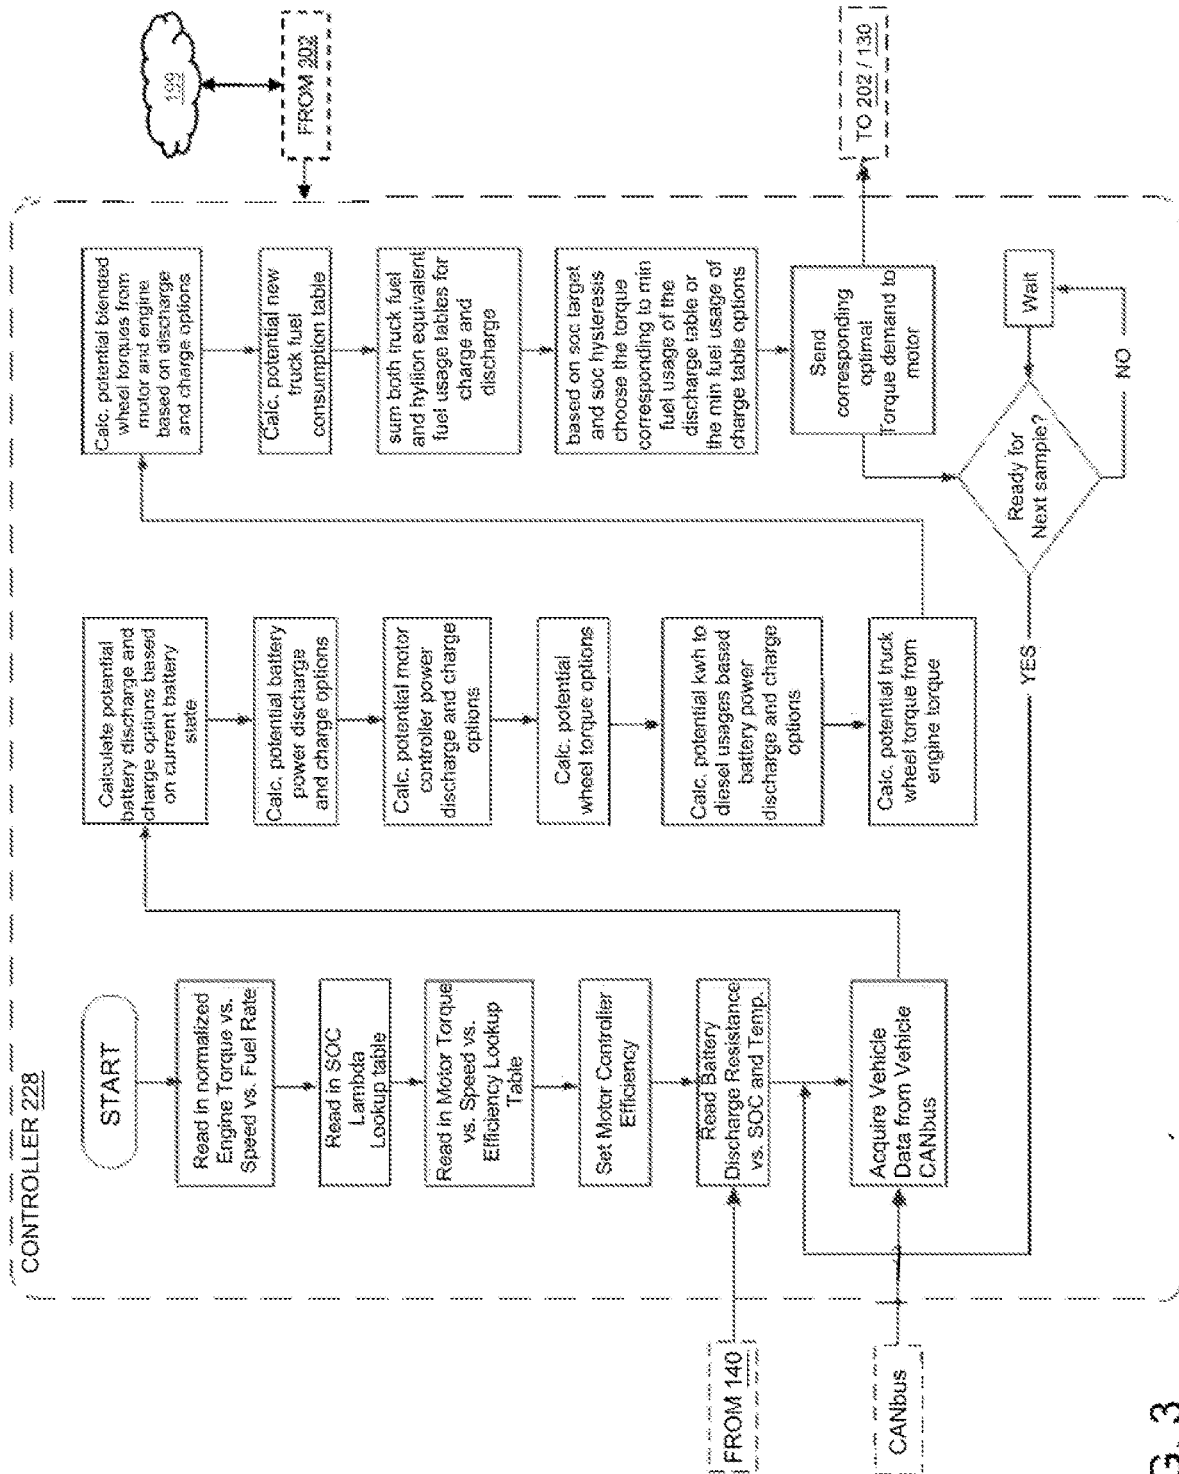 CONTROLLER 228
START
Read in normalized
Engine Torque vs.
Speed vs. Fuel Rate
Read in SOC
Lambda
Lookup table
Read in Motor Torque
vs. Speed vs.
Efficiency Lookup
Table
Set Motor Controller
Efficiency
Read Battery
Discharge Resistance
vs. SOC and Temp.
Acquire Vehicle
Data from Vehicle
CANbus
FROM 140
CANbus
Calculate potential
battery discharge and
charge options based
on current battery
state
Calc. potential battery
power discharge
and charge options
Calc. potential motor
controller power
discharge and charge
options
Calc. potential
wheel torque options
Calc. potential kwh to
diesel usages based
battery power
discharge and charge
options
Calc. potential truck
wheel torque from
engine torque
Calc. potential blended
wheel torques from
motor and engine
based on discharge
and charge options
Calc. potential new
truck fuel
consumption table
sum both truck fuel
and hyliion equivalent
fuel usage tables for
charge and
discharge
based on soc target
and soc hysteresis
choose the torque
corresponding to min
fuel usage of the
discharge table or
the min fuel usage of
charge table options
Send
corresponding
optimal
Torque demand to
motor
Ready for
Next sample?
Wait
NO
YES
199
FROM 202
TO 202 / 130
G. 3